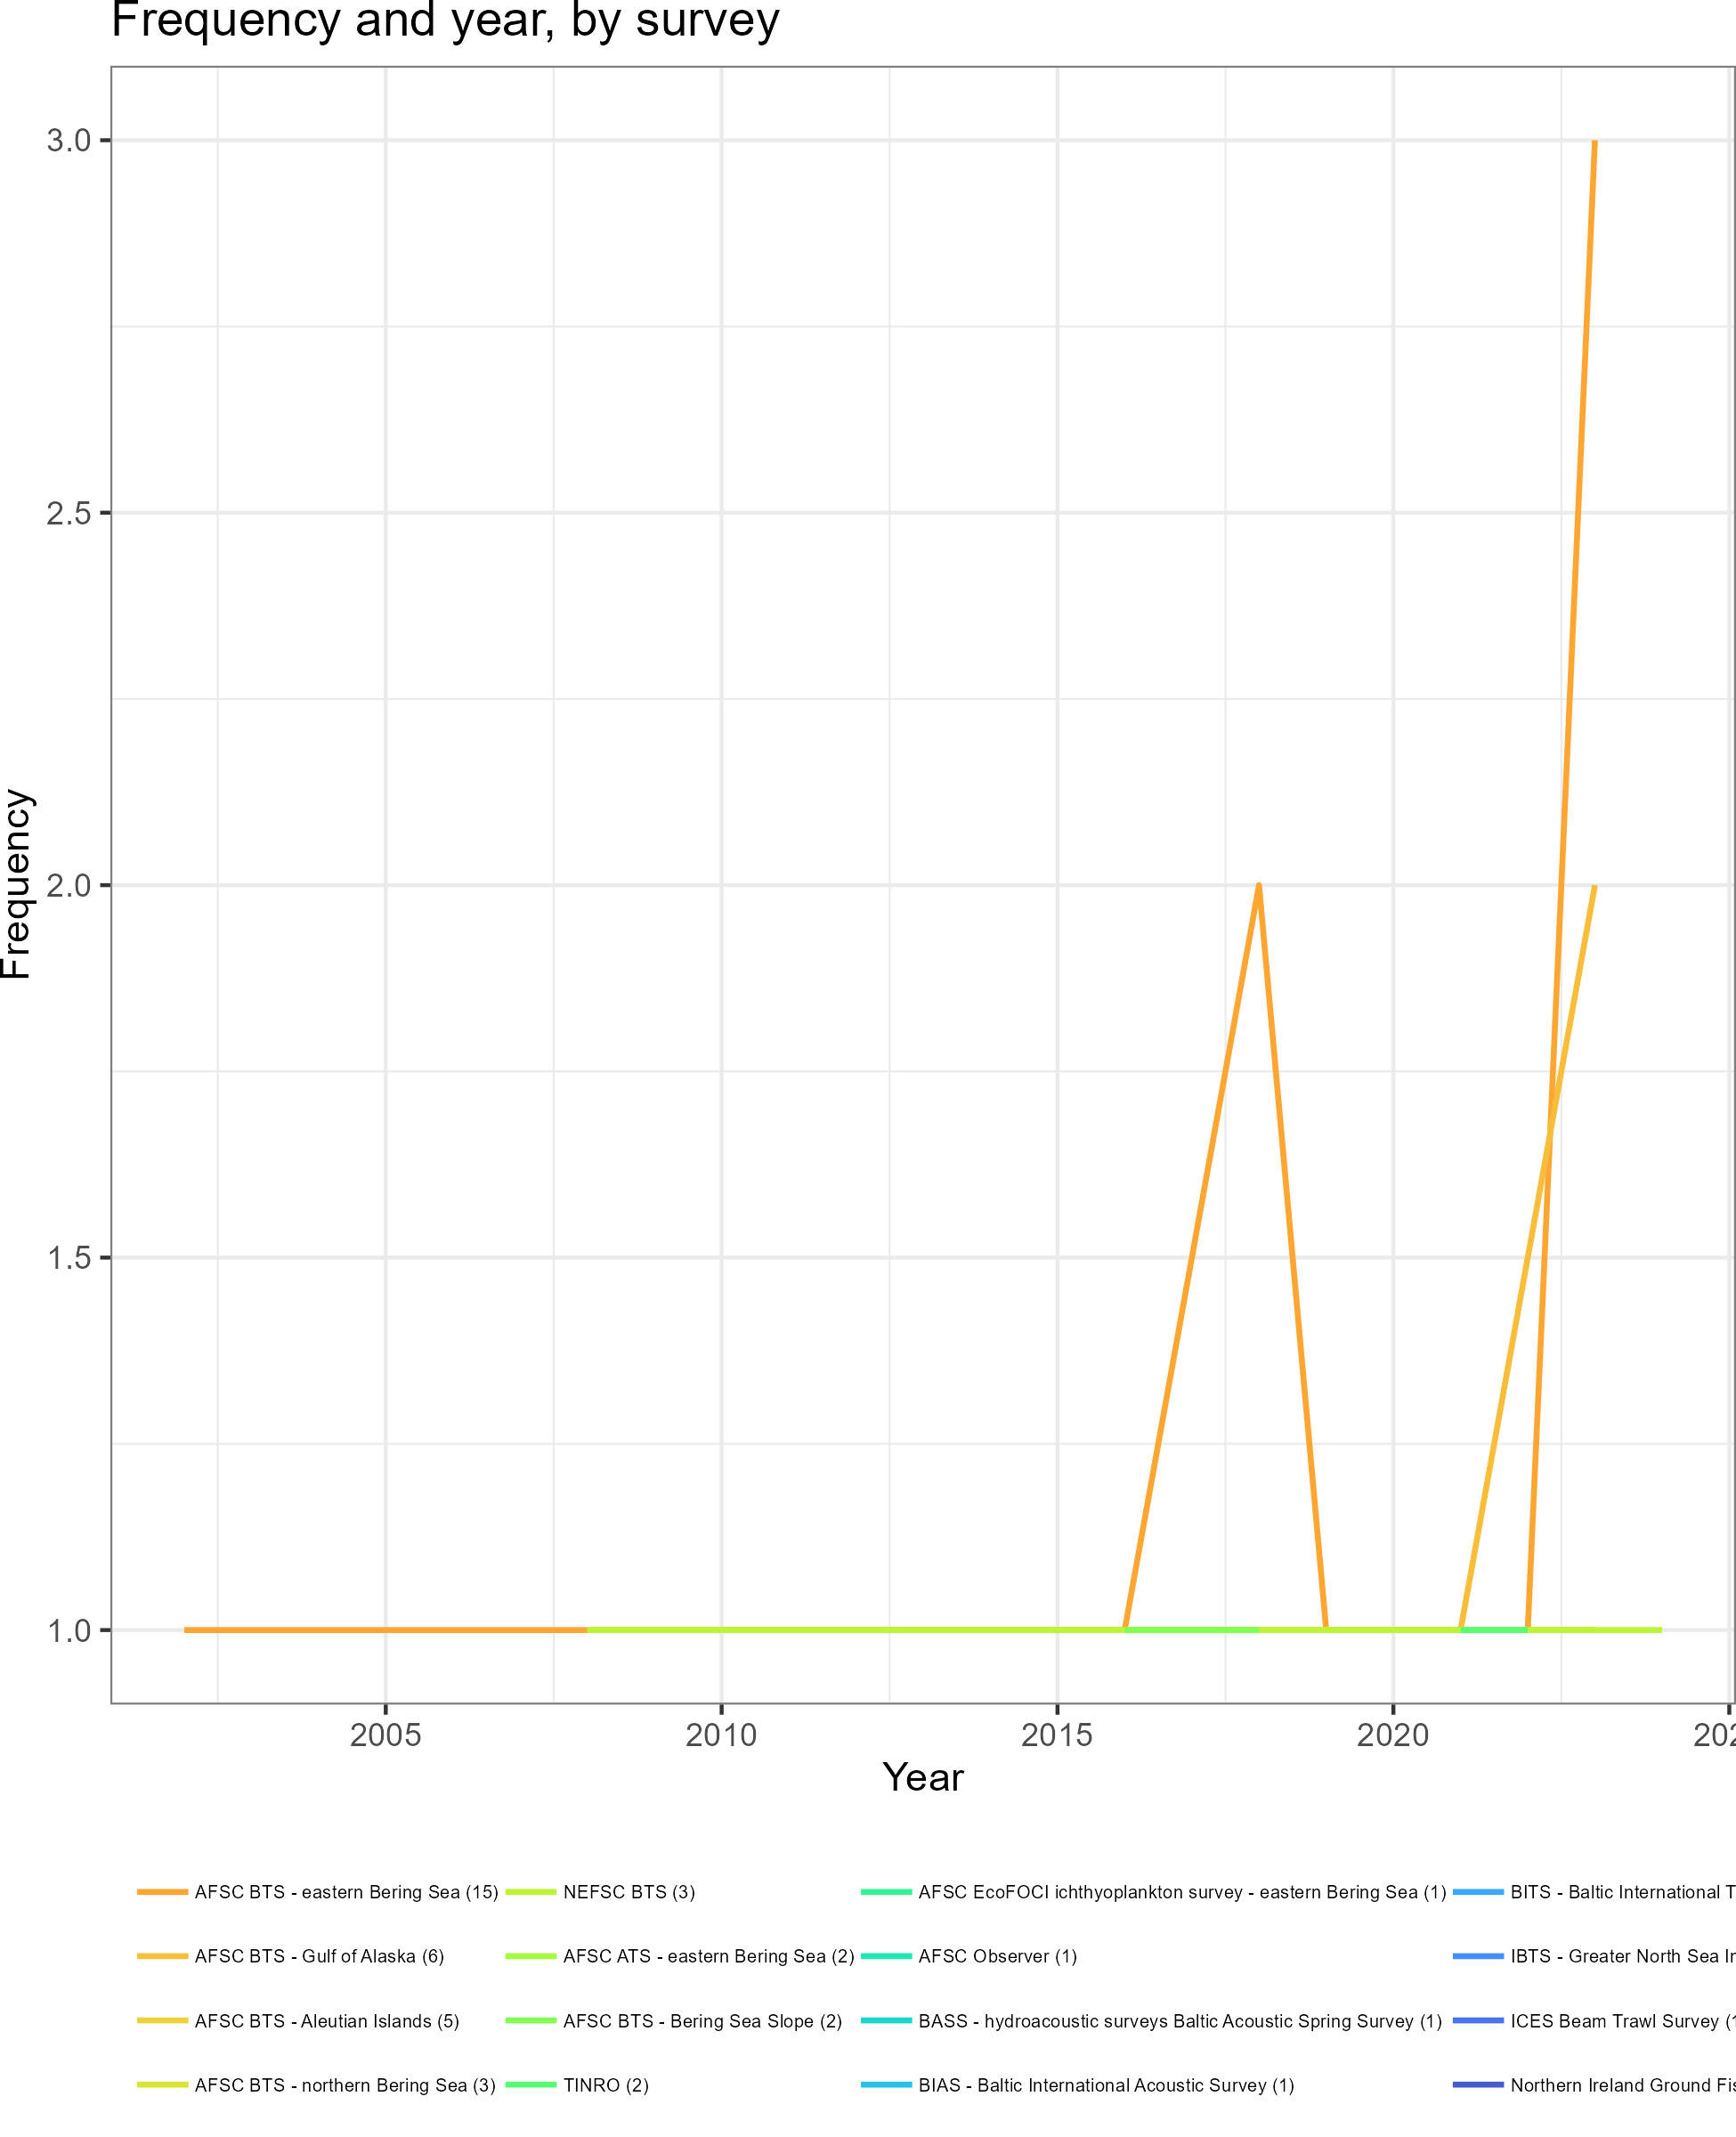 Frequency and year, by survey
3.0
2.5
2.0
1.5
1.0
Frequency
2005 2010 2015 2020
Year
AFSC BTS - eastern Bering Sea (15) NEFSC BTS (3) AFSC EcoFOCI ichthyoplankton survey - eastern Bering Sea (1) BITS - Baltic International
AFSC BTS - Gulf of Alaska (6) AFSC ATS - eastern Bering Sea (2) AFSC Observer (1) IBTS - Greater North Sea
AFSC BTS - Aleutian Islands (5) AFSC BTS - Bering Sea Slope (2) BASS - hydroacoustic surveys Baltic Acoustic Spring Survey (1) ICES Beam Trawl Survey
AFSC BTS - northern Bering Sea (3) TINRO (2) BIAS - Baltic International Acoustic Survey (1) Northern Ireland Ground